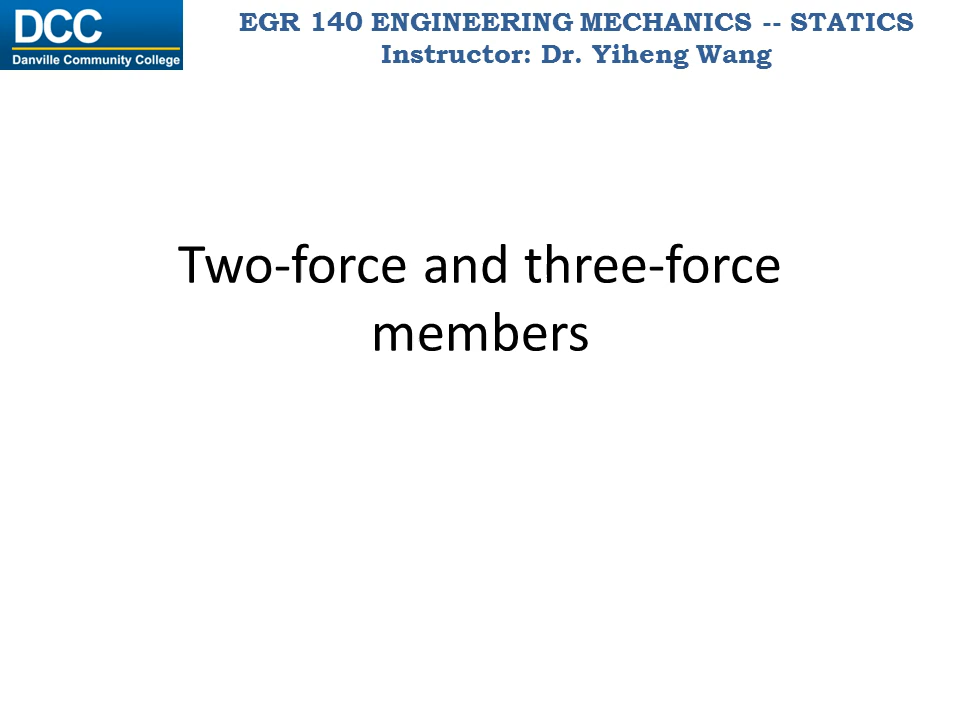 DCC
Danville Community College
EGR 140 ENGINEERING MECHANICS -- STATICS
Instructor: Dr. Yiheng Wang
Two-force and three-force
members